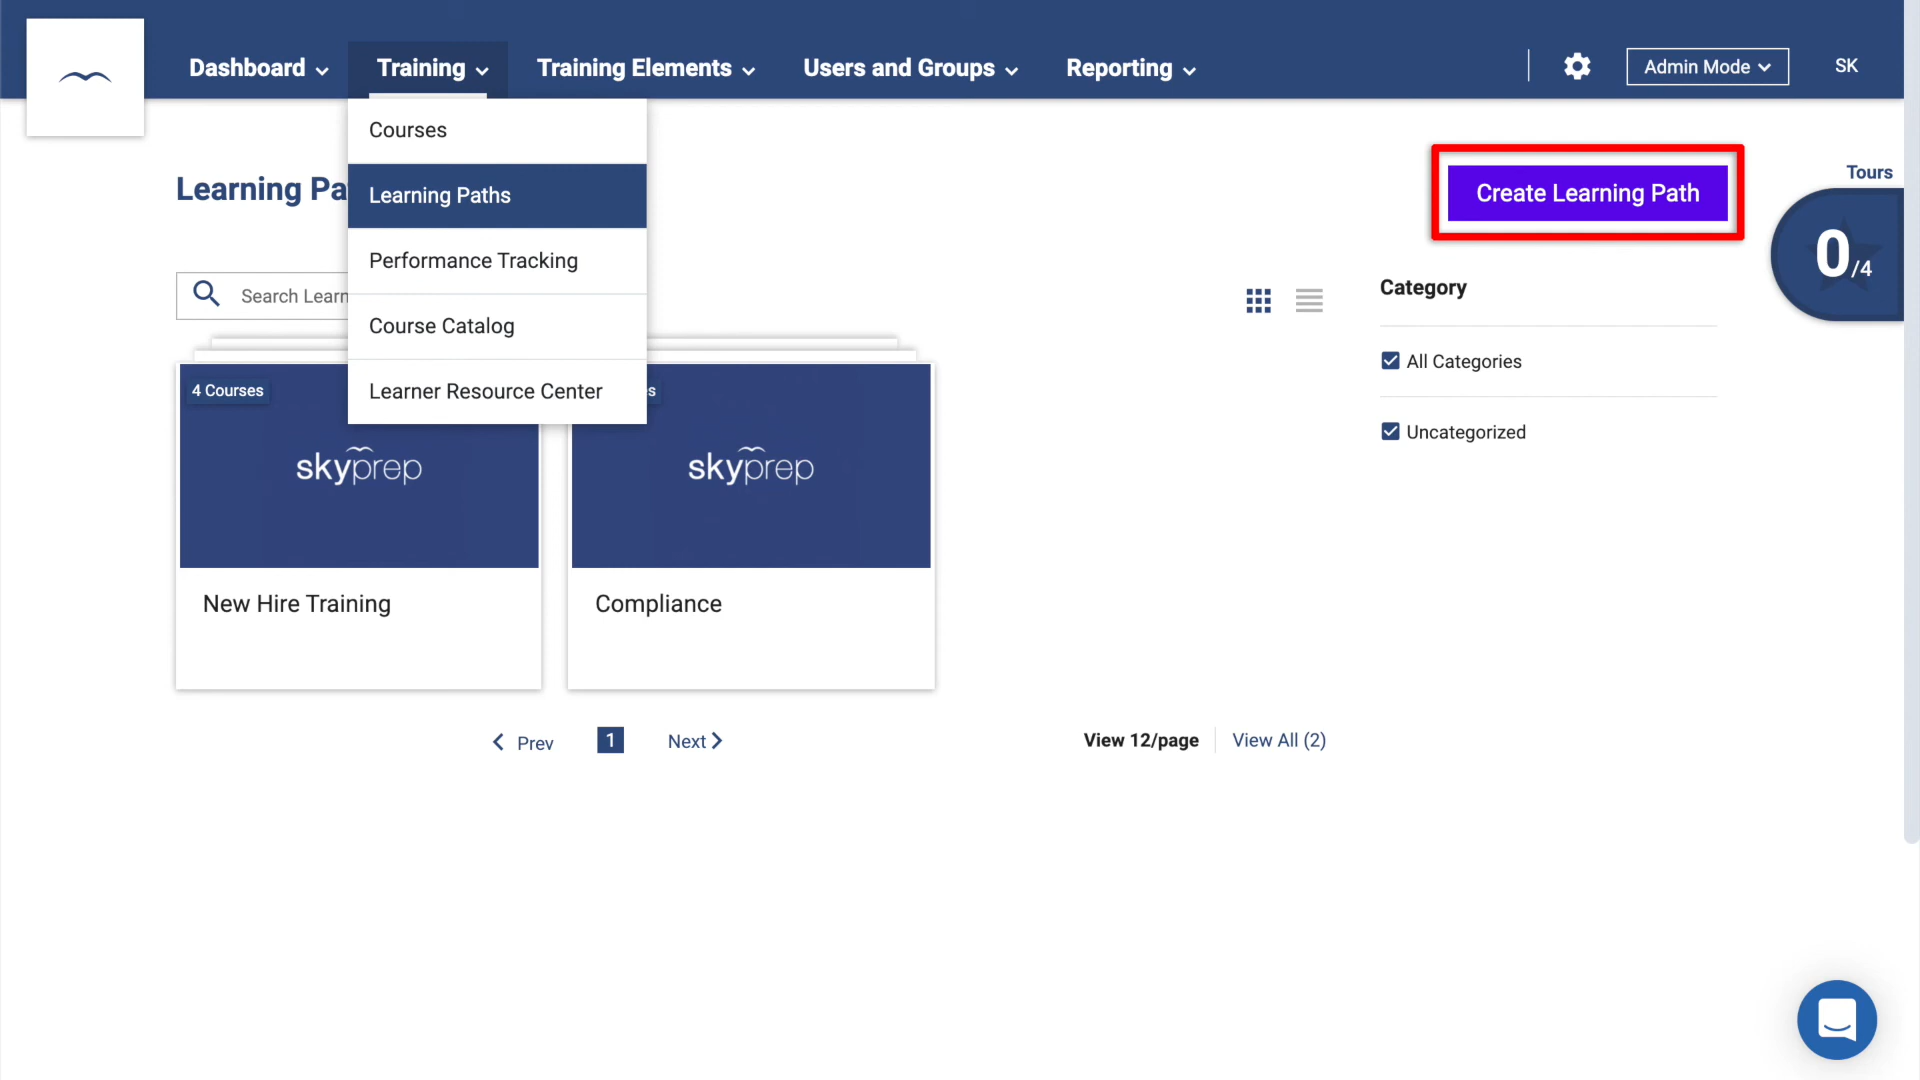 Dashboard
Training
Training Elements
Users and Groups
Reporting
Admin Mode
SK
Courses
Learning Paths
Performance Tracking
Course Catalog
Learner Resource Center
Learning Pa
Create Learning Path
Tours
0/4
Search Learn
Category
All Categories
Uncategorized
4 Courses
s
skyprep
skyprep
New Hire Training
Compliance
Prev
1
Next
View 12/page
View All (2)